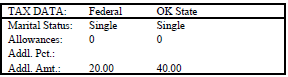 TAX DATA: Federal OK State
Marital Status: Single Single
Allowances: 0 0
Addl. Pct.:
Addl. Amt.: 20.00 40.00